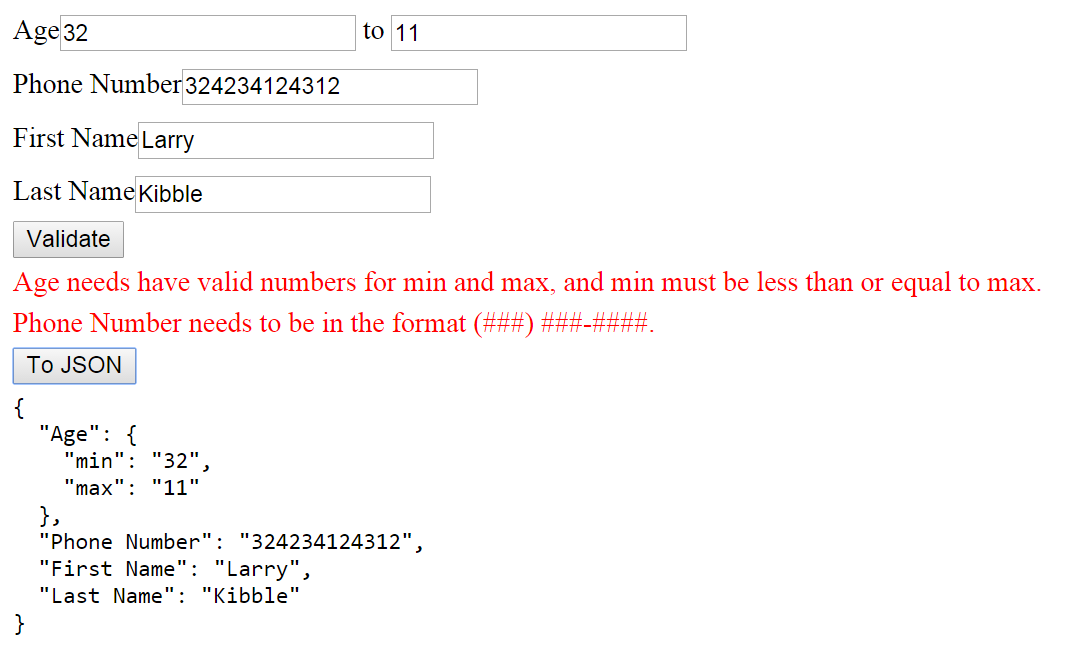 Age 32 to 11
Phone Number 324234124312
First Name Larry
Last Name Kibble
Validate
Age needs have valid numbers for min and max, and min must be less than or equal to max.
Phone Number needs to be in the format (###) ###-####.
To JSON
{
  "Age": {
    "min": "32",
    "max": "11"
  },
  "Phone Number": "324234124312",
  "First Name": "Larry",
  "Last Name": "Kibble"
}